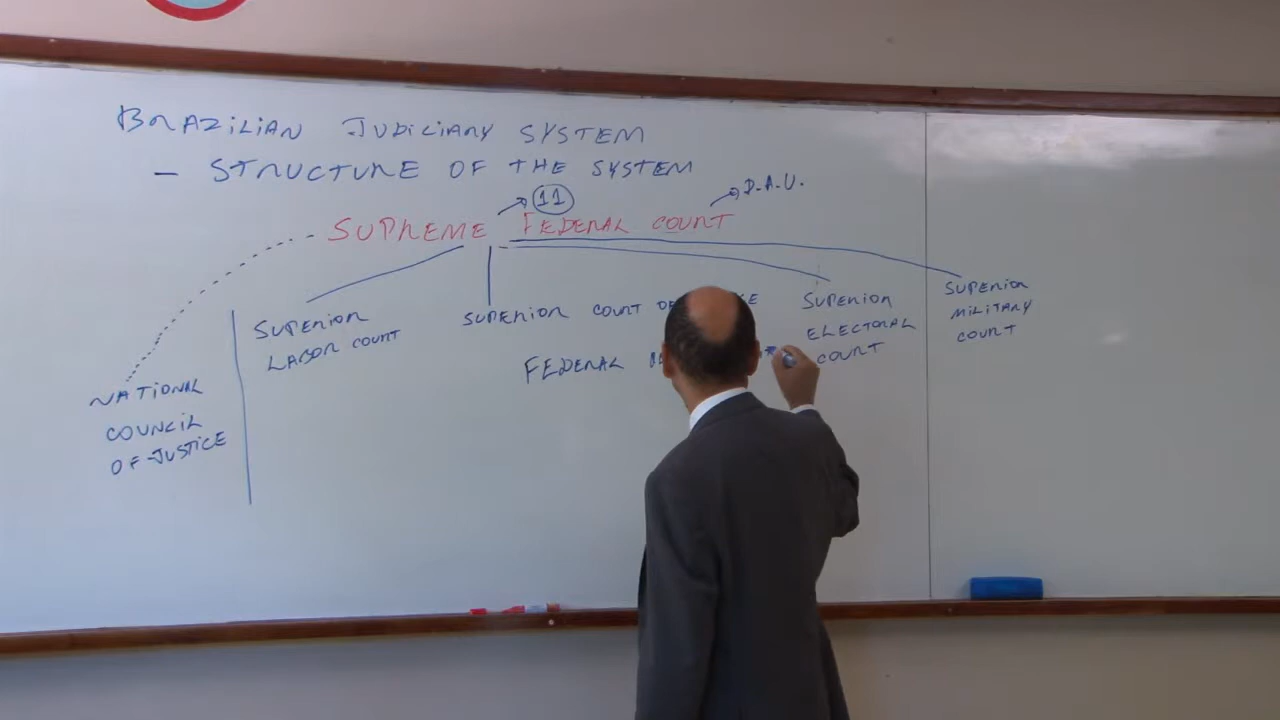 BRAZILIAN JUDICIARY SYSTEM
- STRUCTURE OF THE SYSTEM
11
D.A.U.
SUPREME FEDERAL COURT
SUPERIOR
LABOR COURT
SUPERIOR COURT
SUPERIOR
ELECTORAL
COURT
SUPERIOR
MILITARY
COURT
FEDERAL
NATIONAL
COUNCIL
OF JUSTICE